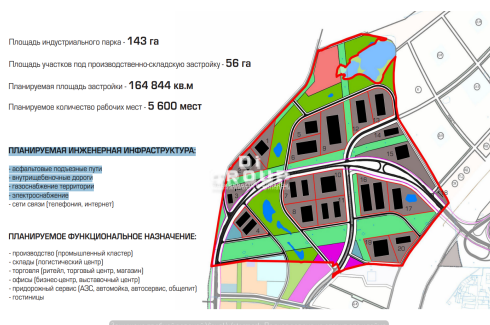 Площадь индустриального парка - 143 га
Площадь участков под производственно-складскую застройку - 56 га
Планируемая площадь застройки - 164 844 кв.м
Планируемое количество рабочих мест - 5 600 мест
ПЛАНИРУЕМАЯ ИНЖЕНЕРНАЯ ИНФРАСТРУКТУРА:
- асфальтовые подъездные пути
- внутрищебеночные дороги
- газоснабжение территории
- электроснабжение
- сети связи (телефония, интернет)
ПЛАНИРУЕМОЕ ФУНКЦИОНАЛЬНОЕ НАЗНАЧЕНИЕ:
- производство (промышленный кластер)
- склады (логистический центр)
- торговля (ритейл, торговый центр, магазин)
- офисы (бизнес-центр, выставочный центр)
- придорожный сервис (АЗС, автомойка, автосервис, общепит)
- гостиницы
Di
GROUP